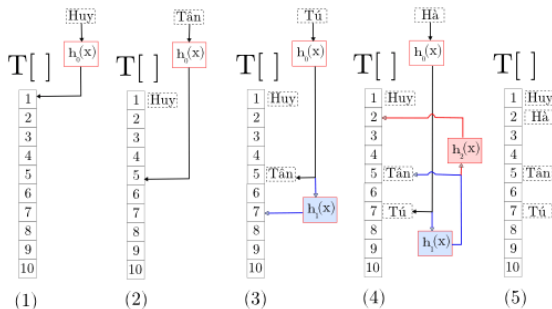 Huy
Tân
Tú
Hà
h₀(x)
h₀(x)
h₀(x)
h₀(x)
T[ ]
T[ ]
T[ ]
T[ ]
T[ ]
1
2
3
4
5
6
7
8
9
10
(1)
1 Huy
2
3
4
5
6
7
8
9
10
(2)
1 Huy
2
3
4
5 Tân
6
7
8
9
10
h₁(x)
(3)
1 Huy
2
3
4
5 Tân
6
7 Tú
8
9
10
h₂(x)
h₁(x)
(4)
1 Huy
2 Hà
3
4
5 Tân
6
7 Tú
8
9
10
(5)